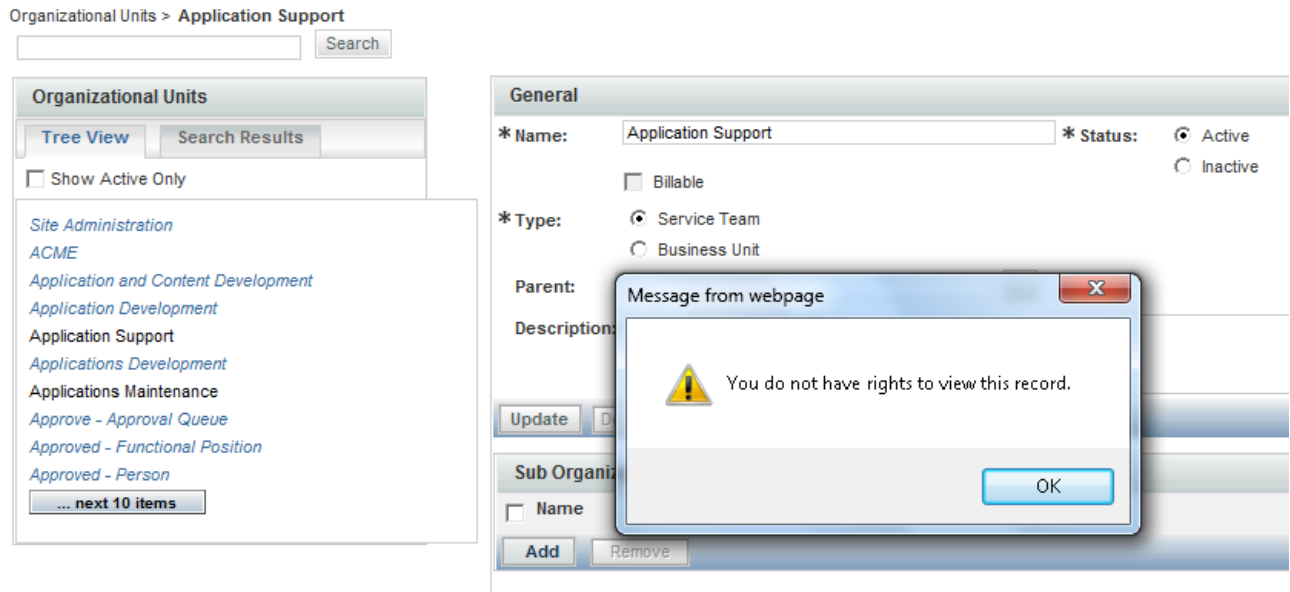 Organizational Units > Application Support
Search
Organizational Units
Tree View Search Results
Show Active Only
Site Administration
ACME
Application and Content Development
Application Development
Application Support
Applications Development
Applications Maintenance
Approve - Approval Queue
Approved - Functional Position
Approved - Person
... next 10 items
General
* Name: Application Support * Status: Active
Inactive
Billable
* Type: Service Team
Business Unit
Parent:
Description:
Message from webpage
You do not have rights to view this record.
OK
Update
Sub
Name
Add Remove